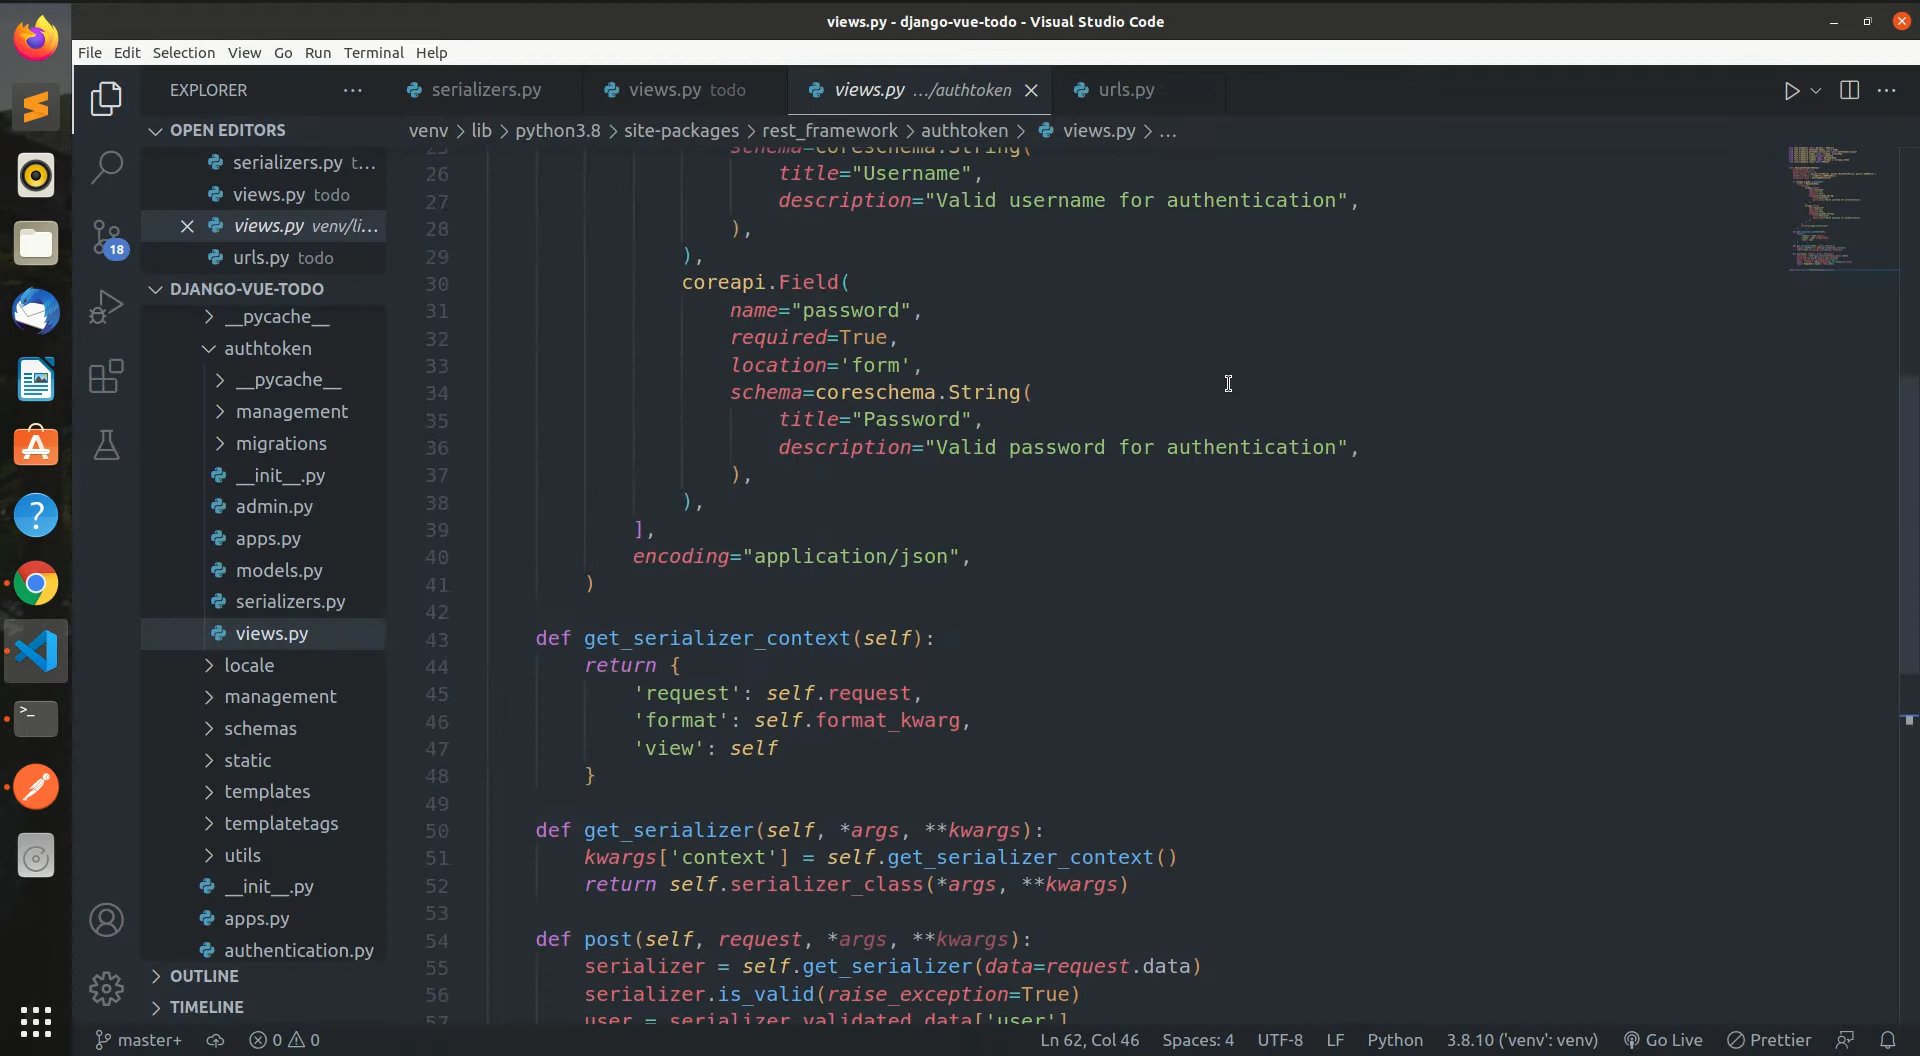 views.py - django-vue-todo - Visual Studio Code
File Edit Selection View Go Run Terminal Help
EXPLORER
serializers.py
views.py todo
views.py .../authtoken
urls.py
OPEN EDITORS
serializers.py t...
views.py todo
views.py venv/li...
urls.py todo
DJANGO-VUE-TODO
__pycache__
authtoken
__pycache__
management
migrations
__init__.py
admin.py
apps.py
models.py
serializers.py
views.py
locale
management
schemas
static
templates
templatetags
utils
__init__.py
apps.py
authentication.py
OUTLINE
TIMELINE
18
venv > lib > python3.8 > site-packages > rest_framework > authtoken > views.py > ...
25 schema=coreschema.String(
26 title="Username",
27 description="Valid username for authentication",
28 ),
29 ),
30 coreapi.Field(
31 name="password",
32 required=True,
33 location='form',
34 schema=coreschema.String(
35 title="Password",
36 description="Valid password for authentication",
37 ),
38 ),
39 ],
40 encoding="application/json",
41 )
42
43 def get_serializer_context(self):
44 return {
45 'request': self.request,
46 'format': self.format_kwarg,
47 'view': self
48 }
49
50 def get_serializer(self, *args, **kwargs):
51 kwargs['context'] = self.get_serializer_context()
52 return self.serializer_class(*args, **kwargs)
53
54 def post(self, request, *args, **kwargs):
55 serializer = self.get_serializer(data=request.data)
56 serializer.is_valid(raise_exception=True)
57 user = serializer.validated_data['user']
master+ 0 0 Ln 62, Col 46 Spaces: 4 UTF-8 LF Python 3.8.10 ('venv': venv) Go Live Prettier